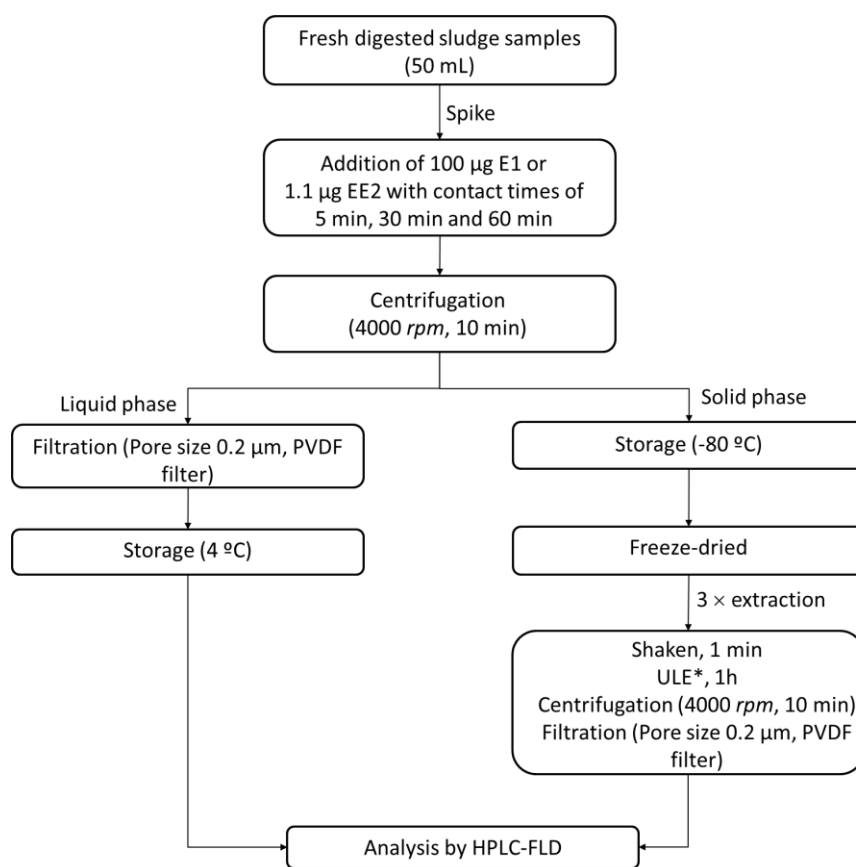 Fresh digested sludge samples
(50 mL)
Spike
Addition of 100 µg E1 or
1.1 µg EE2 with contact times of
5 min, 30 min and 60 min
Centrifugation
(4000 rpm, 10 min)
Liquid phase
Filtration (Pore size 0.2 µm, PVDF
filter)
Storage (4 ºC)
Solid phase
Storage (-80 ºC)
Freeze-dried
3 × extraction
Shaken, 1 min
ULE*, 1h
Centrifugation (4000 rpm, 10 min)
Filtration (Pore size 0.2 µm, PVDF
filter)
Analysis by HPLC-FLD